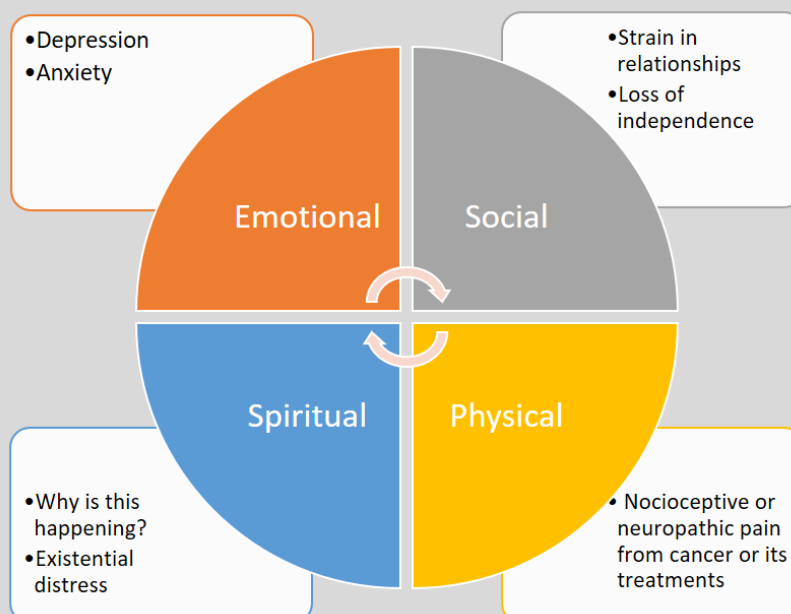 •Depression
•Anxiety
•Strain in
relationships
•Loss of
independence
Emotional
Social
Spiritual
Physical
•Why is this
happening?
•Existential
distress
• Nocioceptive or
neuropathic pain
from cancer or its
treatments